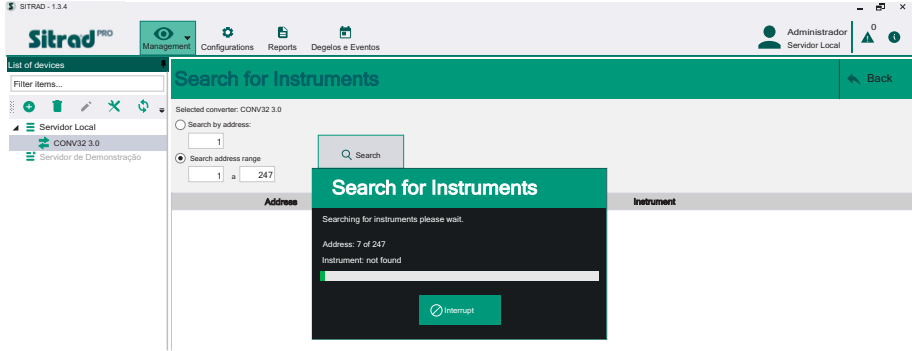 SITRAD - 1.3.4
Sitrad PRO
Management
Configurations
Reports
Degelos e Eventos
Administrador
Servidor Local
0
List of devices
Filter items...
Servidor Local
CONV32 3.0
Servidor de Demonstração
Search for Instruments
Back
Selected converter: CONV32 3.0
Search by address:
1
Search address range
1 a 247
Search
Address
Instrument
Search for Instruments
Searching for instruments please wait.
Address: 7 of 247
Instrument: not found
Interrupt